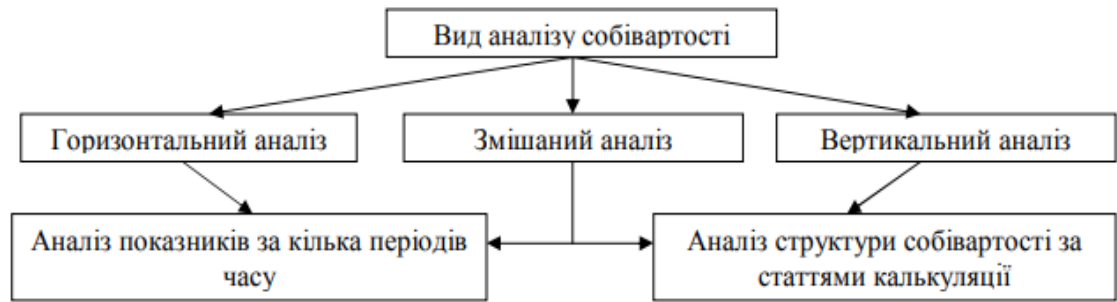 Вид аналізу собівартості
Горизонтальний аналіз
Змішаний аналіз
Вертикальний аналіз
Аналіз показників за кілька періодів
часу
Аналіз структури собівартості за
статтями калькуляції